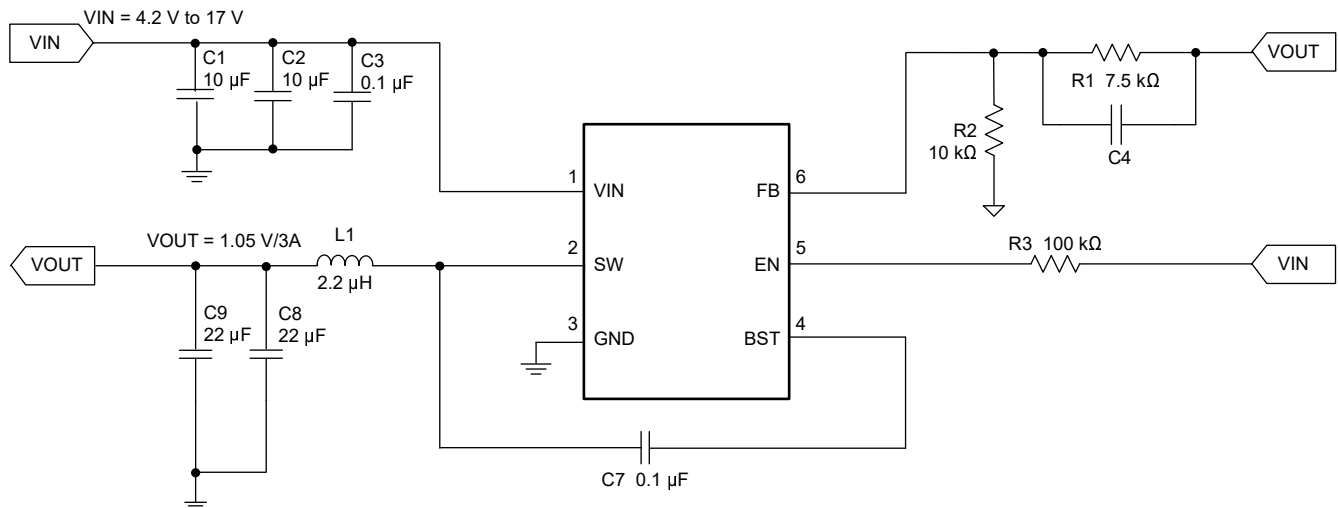 VIN = 4.2 V to 17 V
VIN
C1
10 µF
C2
10 µF
C3
0.1 µF
VOUT
R1 7.5 kΩ
R2
10 kΩ
C4
1
VIN
6
FB
VOUT = 1.05 V/3A
L1
2.2 µH
VOUT
2
SW
5
EN
R3 100 kΩ
VIN
C9
22 µF
C8
22 µF
3
GND
4
BST
C7 0.1 µF